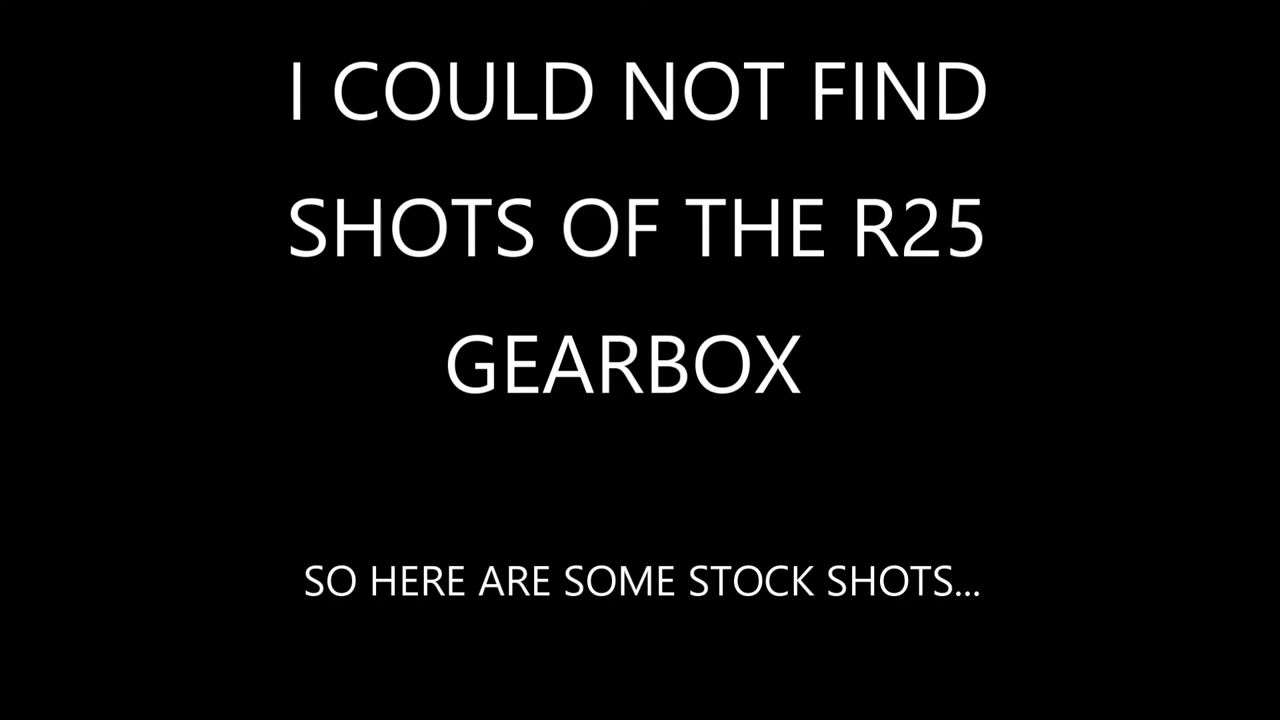 I COULD NOT FIND
SHOTS OF THE R25
GEARBOX
SO HERE ARE SOME STOCK SHOTS...